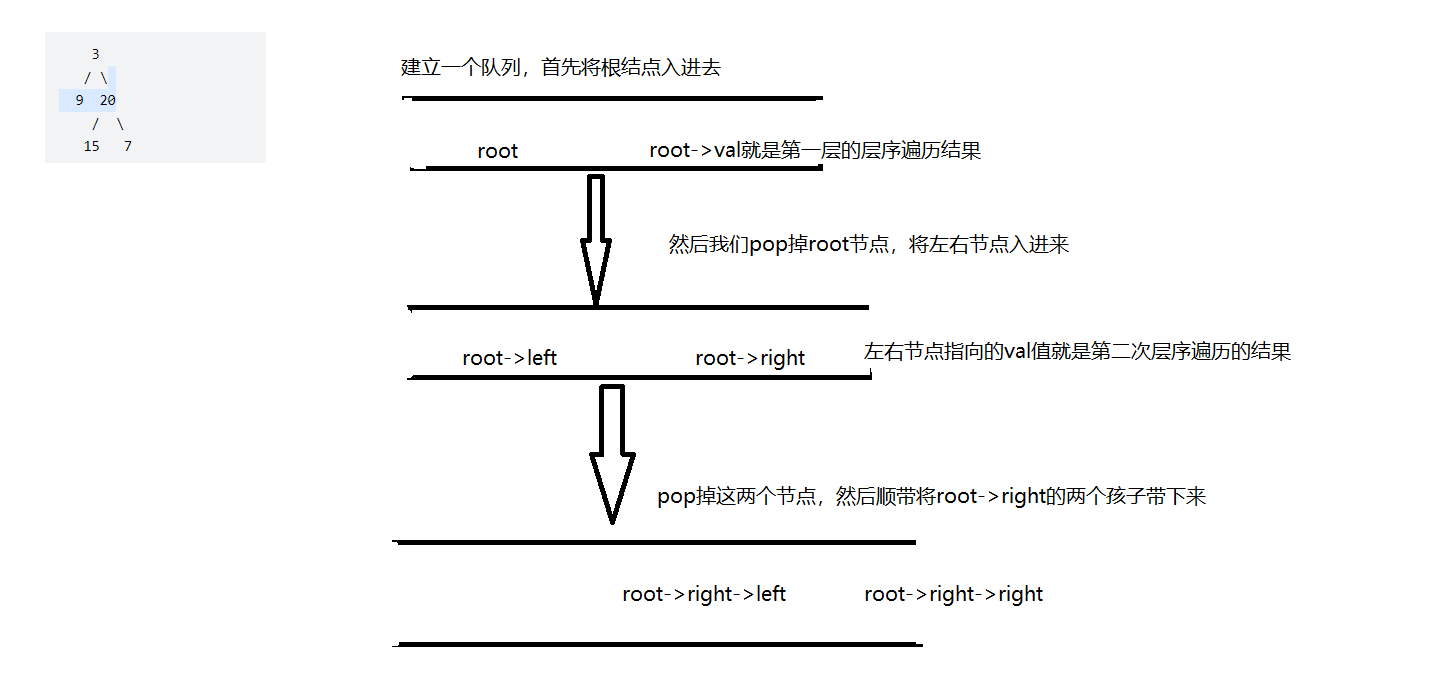 3
/ \
9 20
/ \
15 7
建立一个队列，首先将根结点入进去
root root->val就是第一层的层序遍历结果
然后我们pop掉root节点，将左右节点入进来
root->left root->right 左右节点指向的val值就是第二次层序遍历的结果
pop掉这两个节点，然后顺带将root->right的两个孩子带下来
root->right->left root->right->right